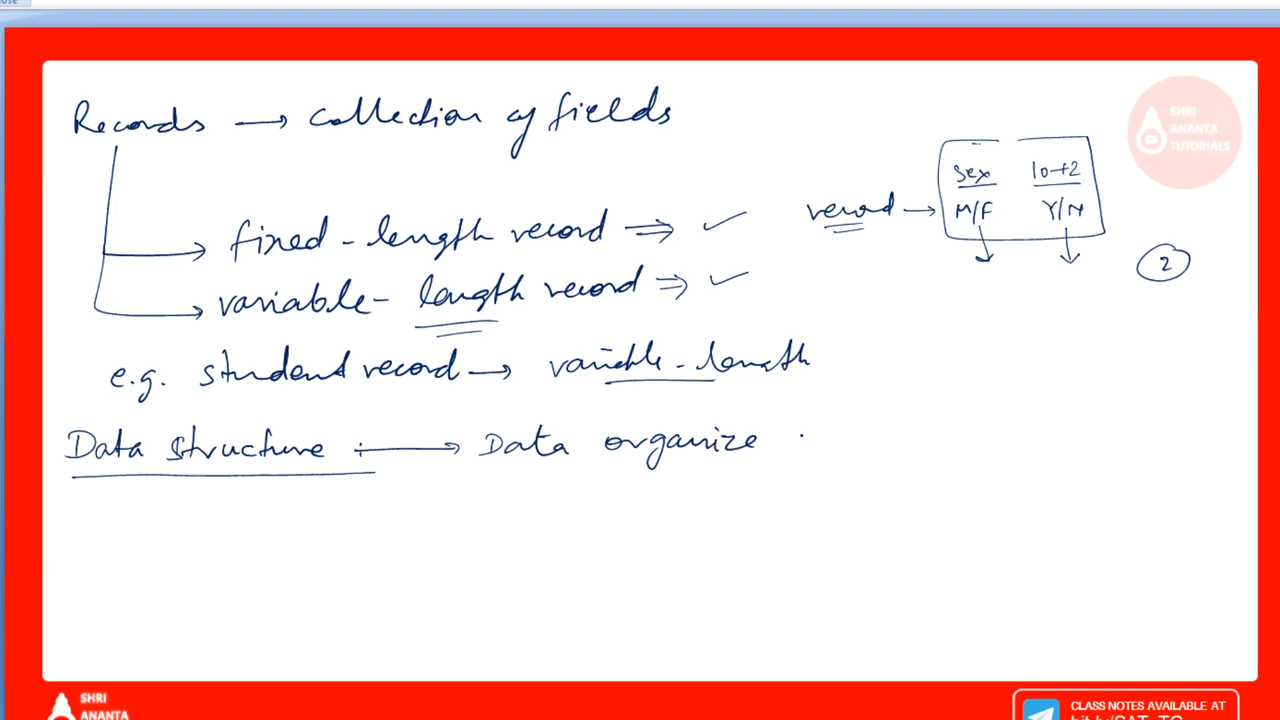 ose
Records → collection of fields
SHRI
ANANTA
TUTORIALS
sex 10+2
M/F Y/N
record →
fixed - length record ⇒ ✓
2
variable - length record ⇒ ✓
e.g. student record → variable - length
Data structure :→ Data organize
SHRI
ANANTA
CLASS NOTES AVAILABLE AT